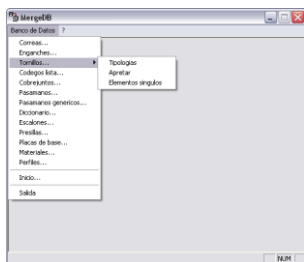 MergeDB
Banco de Datos ?
Correas...
Enganches...
Tornillos...
Codegos lista...
Cobrejuntos...
Pasamanos...
Pasamanos genericos...
Diccionario...
Escalones...
Presillas...
Placas de base...
Materiales...
Perfiles...
Inicio...
Salida
Tipologias
Apretar
Elementos singulos
NUM